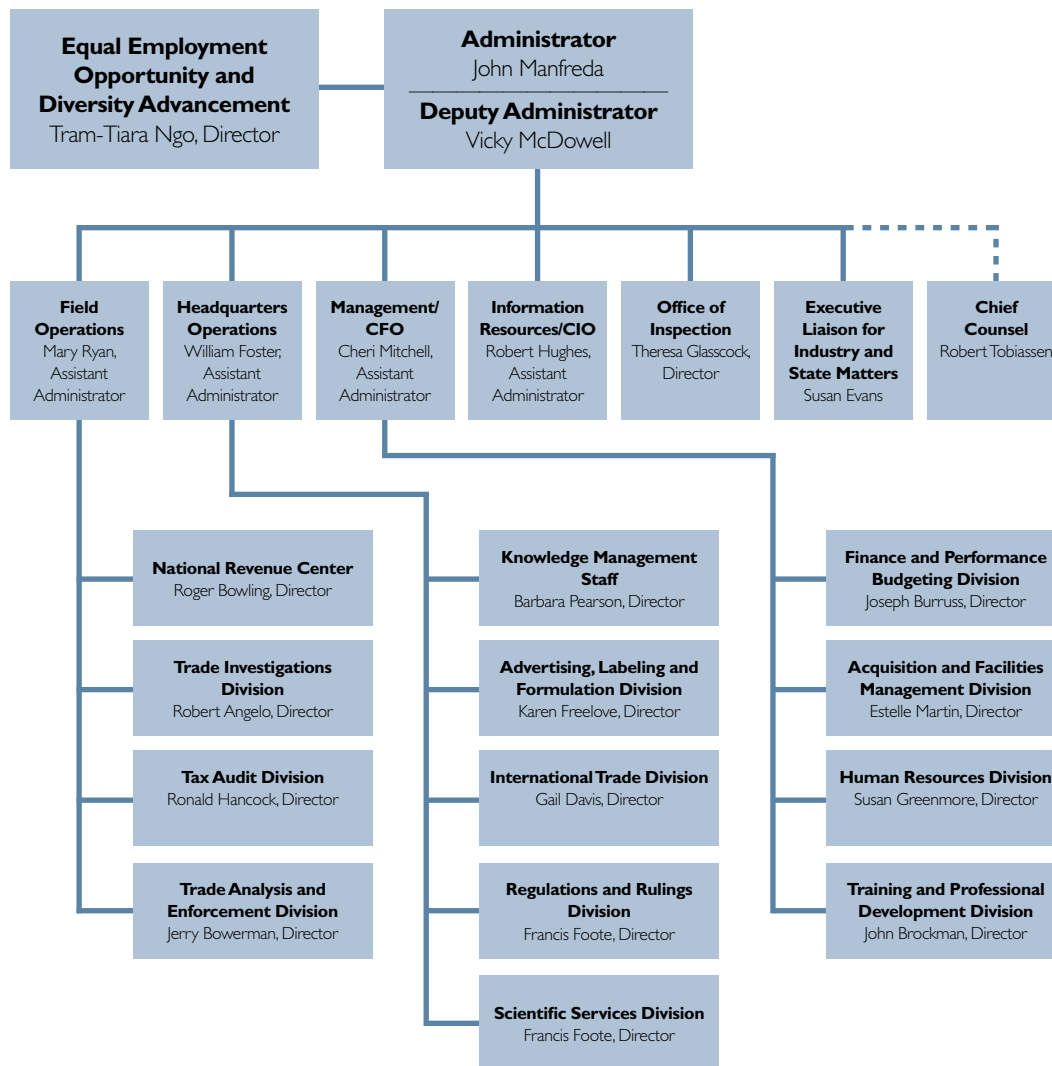 Equal Employment
Opportunity and
Diversity Advancement
Tram-Tiara Ngo, Director
Administrator
John Manfreda
Deputy Administrator
Vicky McDowell
Field
Operations
Mary Ryan,
Assistant
Administrator
Headquarters
Operations
William Foster,
Assistant
Administrator
Management/
CFO
Cheri Mitchell,
Assistant
Administrator
Information
Resources/CIO
Robert Hughes,
Assistant
Administrator
Office of
Inspection
Theresa Glasscock,
Director
Executive
Liaison for
Industry and
State Matters
Susan Evans
Chief
Counsel
Robert Tobiassen
National Revenue Center
Roger Bowling, Director
Trade Investigations
Division
Robert Angelo, Director
Tax Audit Division
Ronald Hancock, Director
Trade Analysis and
Enforcement Division
Jerry Bowerman, Director
Knowledge Management
Staff
Barbara Pearson, Director
Advertising, Labeling and
Formulation Division
Karen Freelove, Director
International Trade Division
Gail Davis, Director
Regulations and Rulings
Division
Francis Foote, Director
Scientific Services Division
Francis Foote, Director
Finance and Performance
Budgeting Division
Joseph Burruss, Director
Acquisition and Facilities
Management Division
Estelle Martin, Director
Human Resources Division
Susan Greenmore, Director
Training and Professional
Development Division
John Brockman, Director